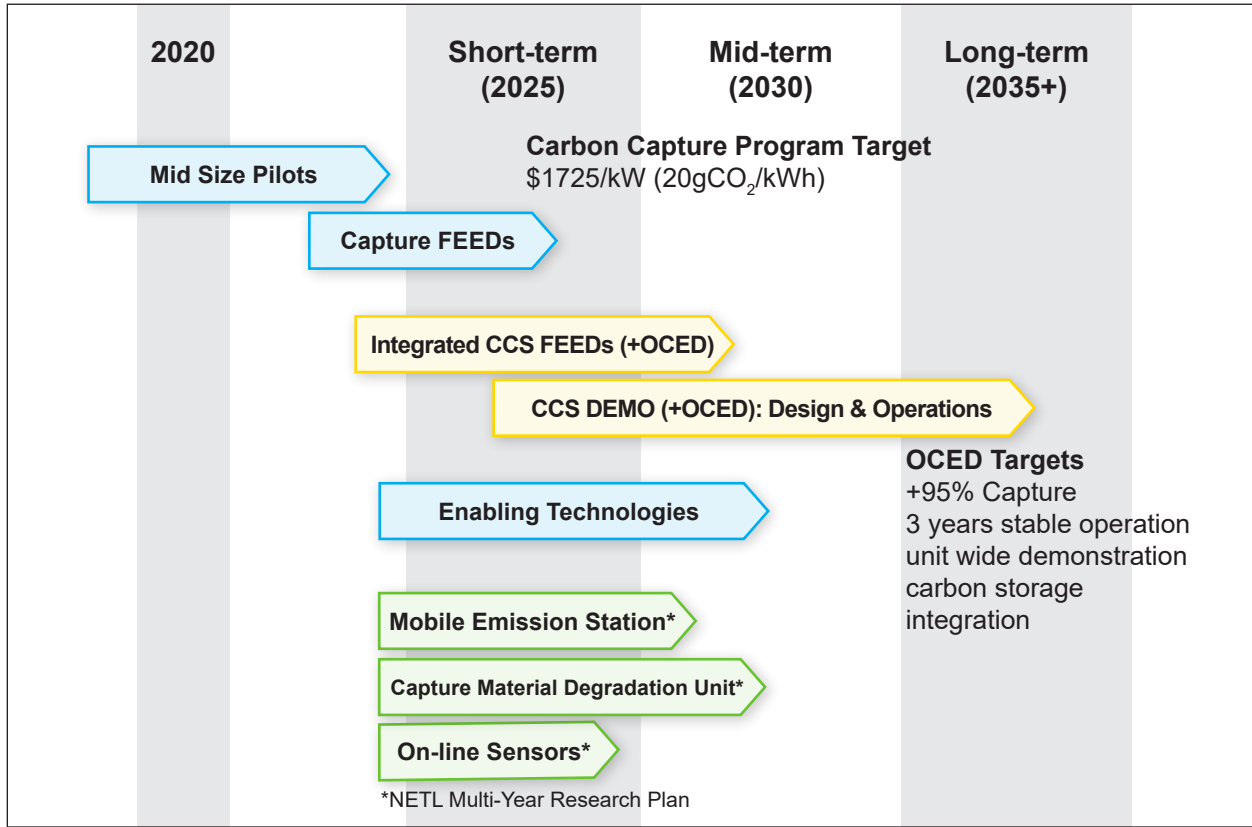 2020
Short-term
(2025)
Mid-term
(2030)
Long-term
(2035+)
Mid Size Pilots
Carbon Capture Program Target
$1725/kW (20gCO₂/kWh)
Capture FEEDs
Integrated CCS FEEDs (+OCED)
CCS DEMO (+OCED): Design & Operations
OCED Targets
+95% Capture
3 years stable operation
unit wide demonstration
carbon storage
integration
Enabling Technologies
Mobile Emission Station*
Capture Material Degradation Unit*
On-line Sensors*
*NETL Multi-Year Research Plan